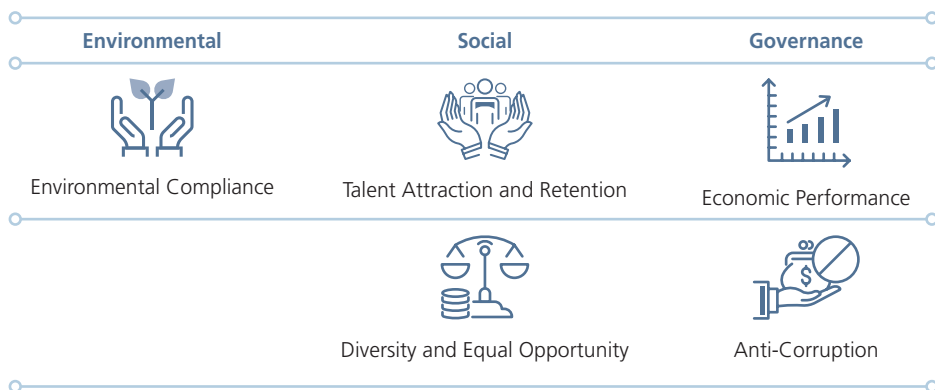 Environmental
Social
Governance
Environmental Compliance
Talent Attraction and Retention
Economic Performance
$
Diversity and Equal Opportunity
Anti-Corruption